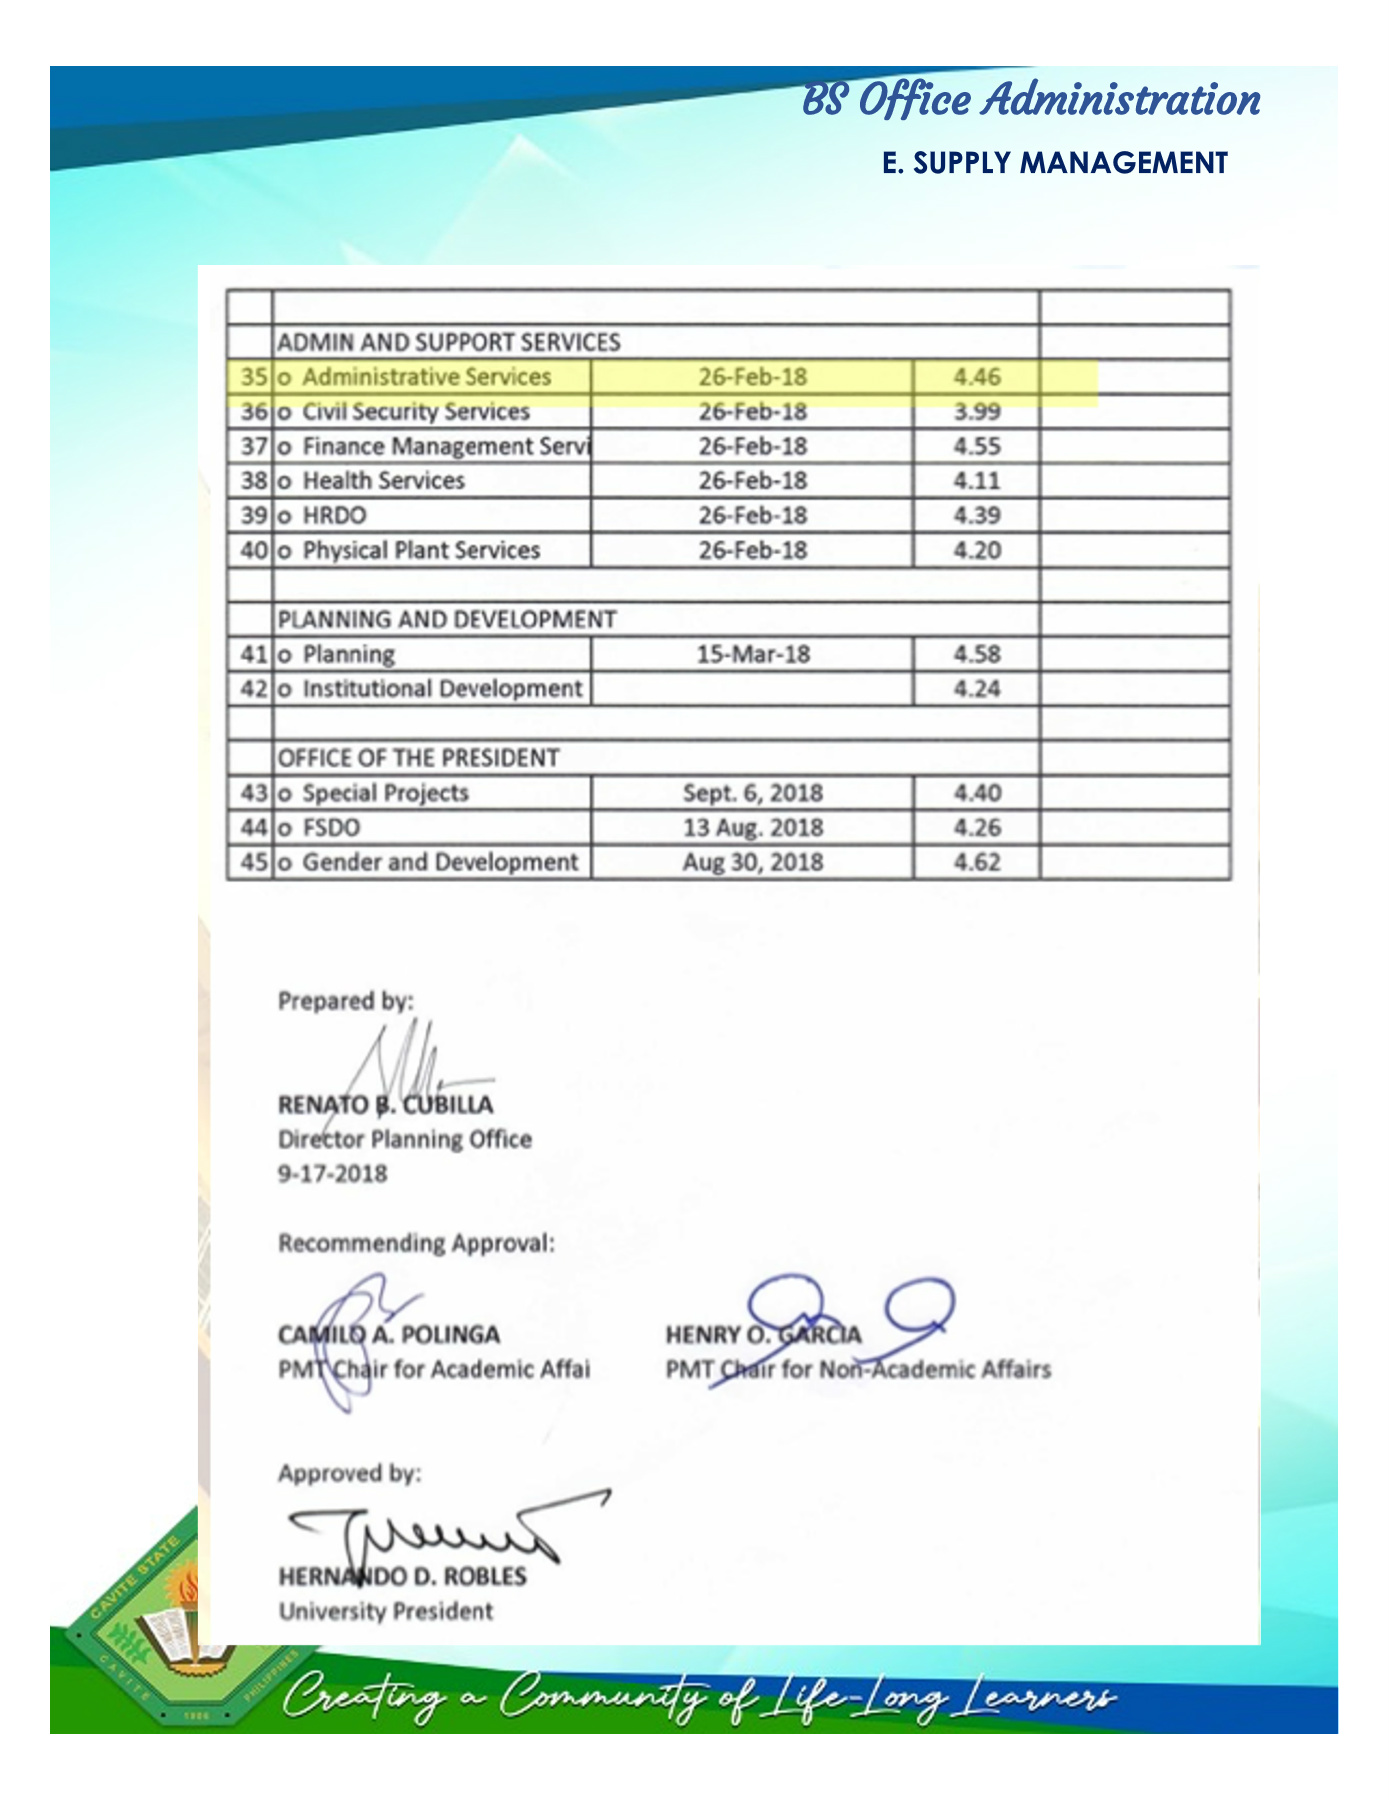 BS Office Administration
E. SUPPLY MANAGEMENT
ADMIN AND SUPPORT SERVICES
35 o Administrative Services 26-Feb-18 4.46
36 o Civil Security Services 26-Feb-18 3.99
37 o Finance Management Servi 26-Feb-18 4.55
38 o Health Services 26-Feb-18 4.11
39 o HRDO 26-Feb-18 4.39
40 o Physical Plant Services 26-Feb-18 4.20
PLANNING AND DEVELOPMENT
41 o Planning 15-Mar-18 4.58
42 o Institutional Development 4.24
OFFICE OF THE PRESIDENT
43 o Special Projects Sept. 6, 2018 4.40
44 o FSDO 13 Aug. 2018 4.26
45 o Gender and Development Aug 30, 2018 4.62
Prepared by:
RENATO B. CUBILLA
Director Planning Office
9-17-2018
Recommending Approval:
CAMILO A. POLINGA HENRY O. GARCIA
PMT Chair for Academic Affai PMT Chair for Non-Academic Affairs
Approved by:
HERNANDO D. ROBLES
University President
CAVITE STATE
CAVITE
PHILIPPINES
1906
Creating a Community of Life-Long Learners